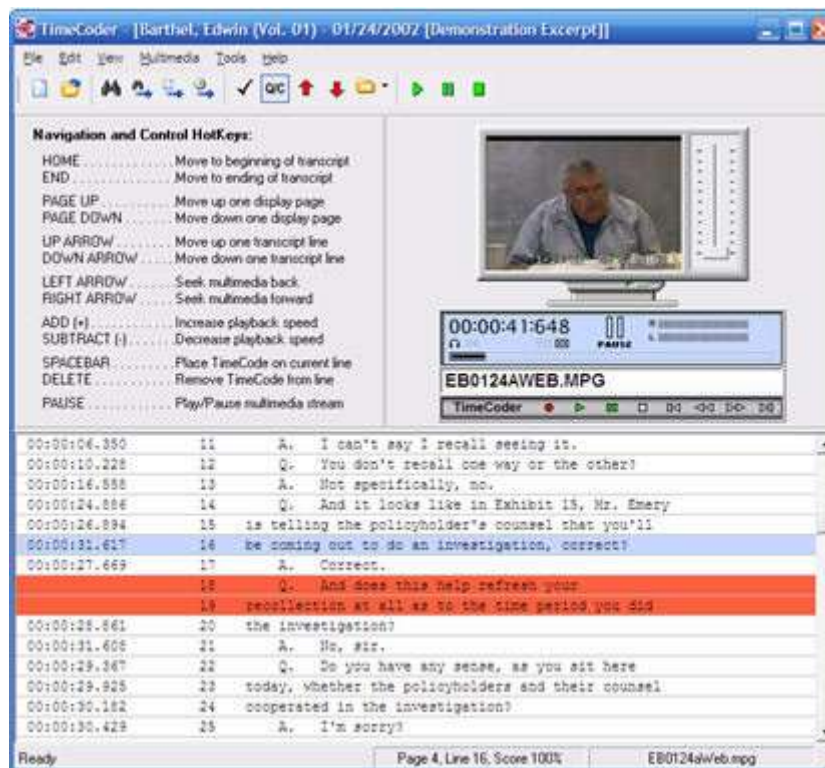 TimeCoder - [Barthel, Edwin (Vol. 01) - 01/24/2002 [Demonstration Excerpt]]
File Edit View Multimedia Tools Help
Q/C
Navigation and Control HotKeys:
HOME . . . . . . . . . . . . . Move to beginning of transcript
END . . . . . . . . . . . . . . Move to ending of transcript
PAGE UP . . . . . . . . . . Move up one display page
PAGE DOWN . . . . . . . Move down one display page
UP ARROW . . . . . . . . Move up one transcript line
DOWN ARROW . . . . . Move down one transcript line
LEFT ARROW . . . . . . Seek multimedia back
RIGHT ARROW . . . . . Seek multimedia forward
ADD (+) . . . . . . . . . . . . Increase playback speed
SUBTRACT (-) . . . . . . Decrease playback speed
SPACEBAR . . . . . . . . Place TimeCode on current line
DELETE . . . . . . . . . . . Remove TimeCode from line
PAUSE . . . . . . . . . . . . Play/Pause multimedia stream
00:00:41:648
PAUSE
R
L
EB0124AWEB.MPG
TimeCoder
00:00:06.350 11 A. I can't say I recall seeing it.
00:00:10.228 12 Q. You don't recall one way or the other?
00:00:16.558 13 A. Not specifically, no.
00:00:24.886 14 Q. And it looks like in Exhibit 15, Mr. Emery
00:00:26.894 15 is telling the policyholder's counsel that you'll
00:00:31.617 16 be coming out to do an investigation, correct?
00:00:27.669 17 A. Correct.
18 Q. And does this help refresh your
19 recollection at all as to the time period you did
00:00:28.861 20 the investigation?
00:00:31.608 21 A. No, sir.
00:00:29.367 22 Q. Do you have any sense, as you sit here
00:00:29.925 23 today, whether the policyholders and their counsel
00:00:30.182 24 cooperated in the investigation?
00:00:30.429 25 A. I'm sorry?
Ready Page 4, Line 16, Score 100% EB0124aWeb.mpg